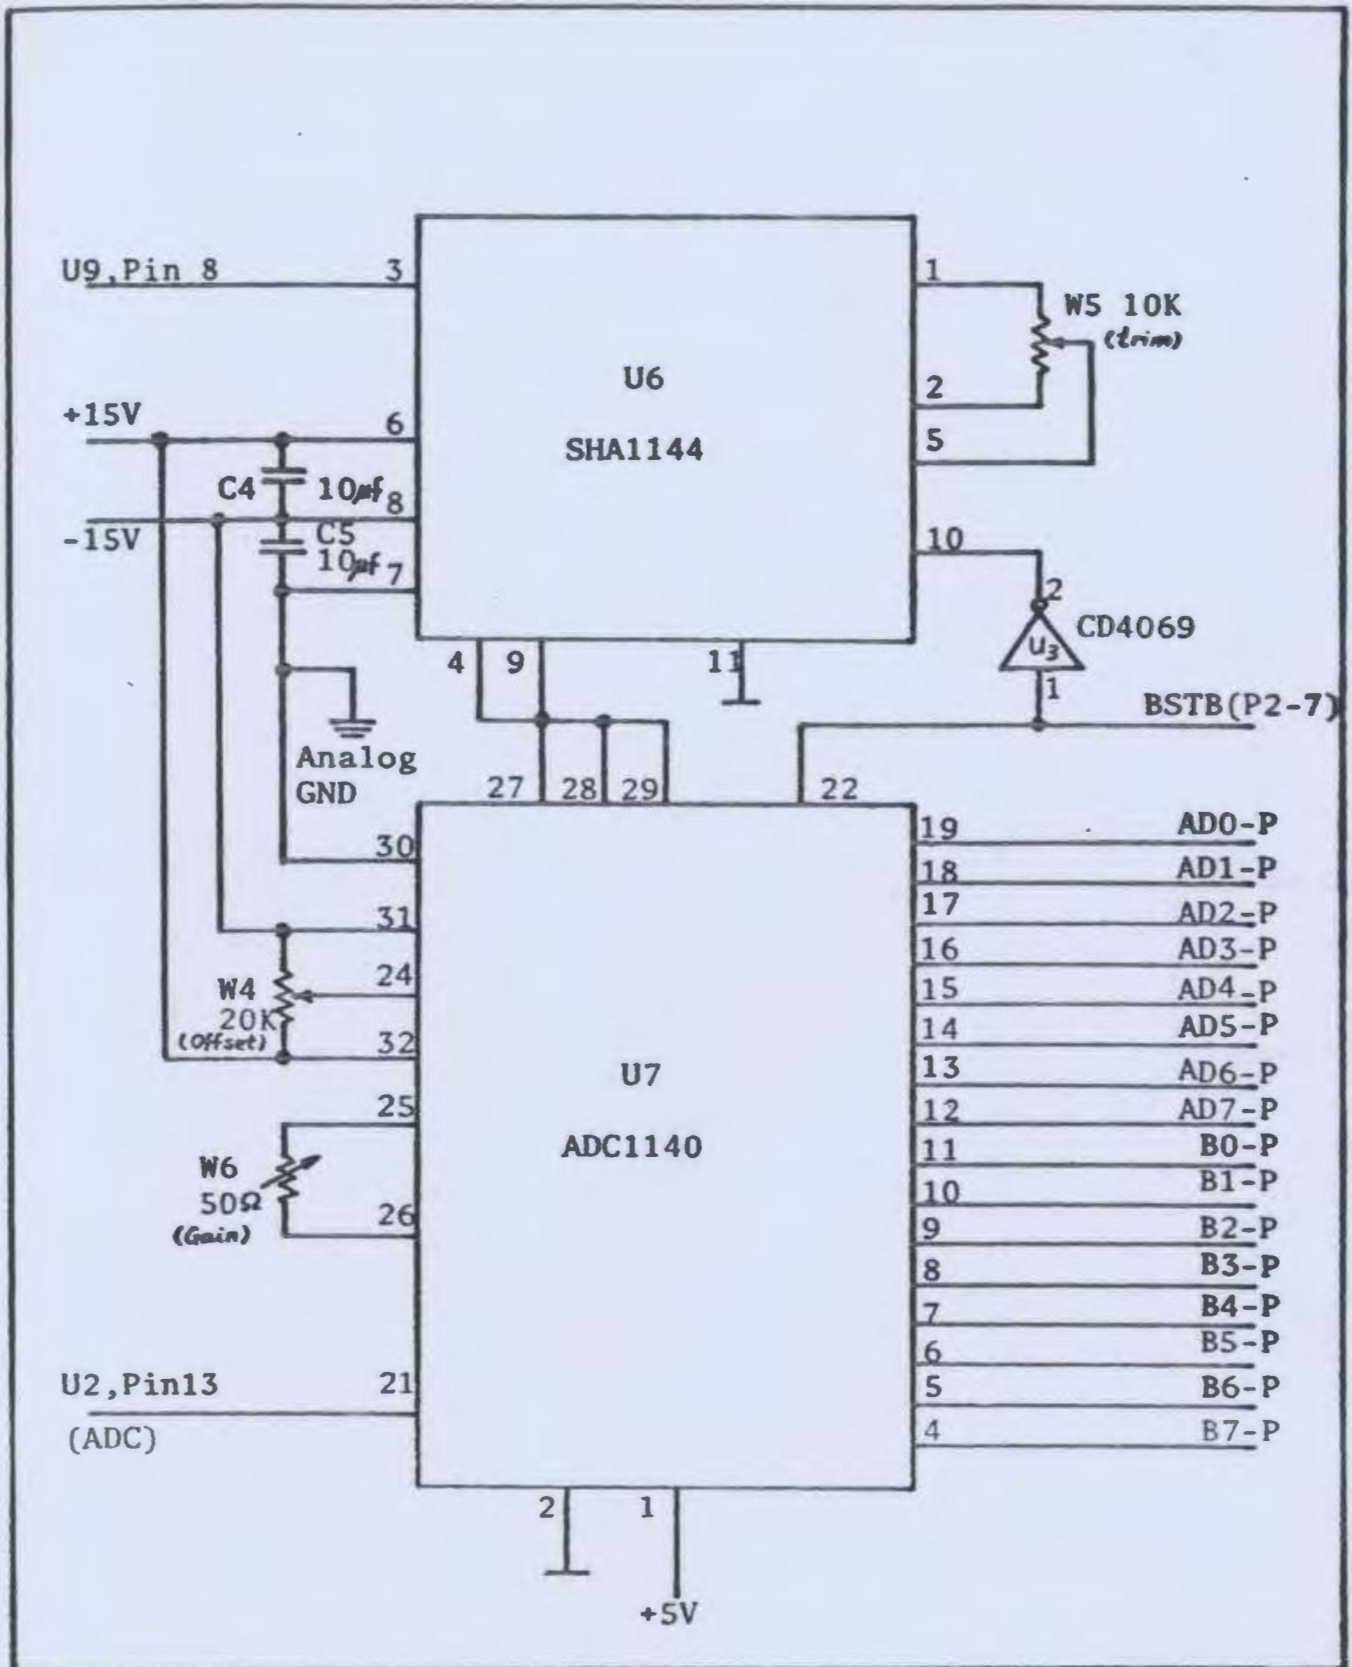 U9,Pin 8
3
1
W5 10K
(trim)
U6
SHA1144
2
5
+15V
6
C4
10µf
8
-15V
C5
10µf
7
10
2
CD4069
U3
1
4
9
11
BSTB(P2-7)
Analog
GND
27
28
29
22
30
31
24
W4
20K
(Offset)
32
25
W6
50Ω
(Gain)
26
U7
ADC1140
U2,Pin13
(ADC)
21
19 AD0-P
18 AD1-P
17 AD2-P
16 AD3-P
15 AD4-P
14 AD5-P
13 AD6-P
12 AD7-P
11 B0-P
10 B1-P
9 B2-P
8 B3-P
7 B4-P
6 B5-P
5 B6-P
4 B7-P
2
1
+5V